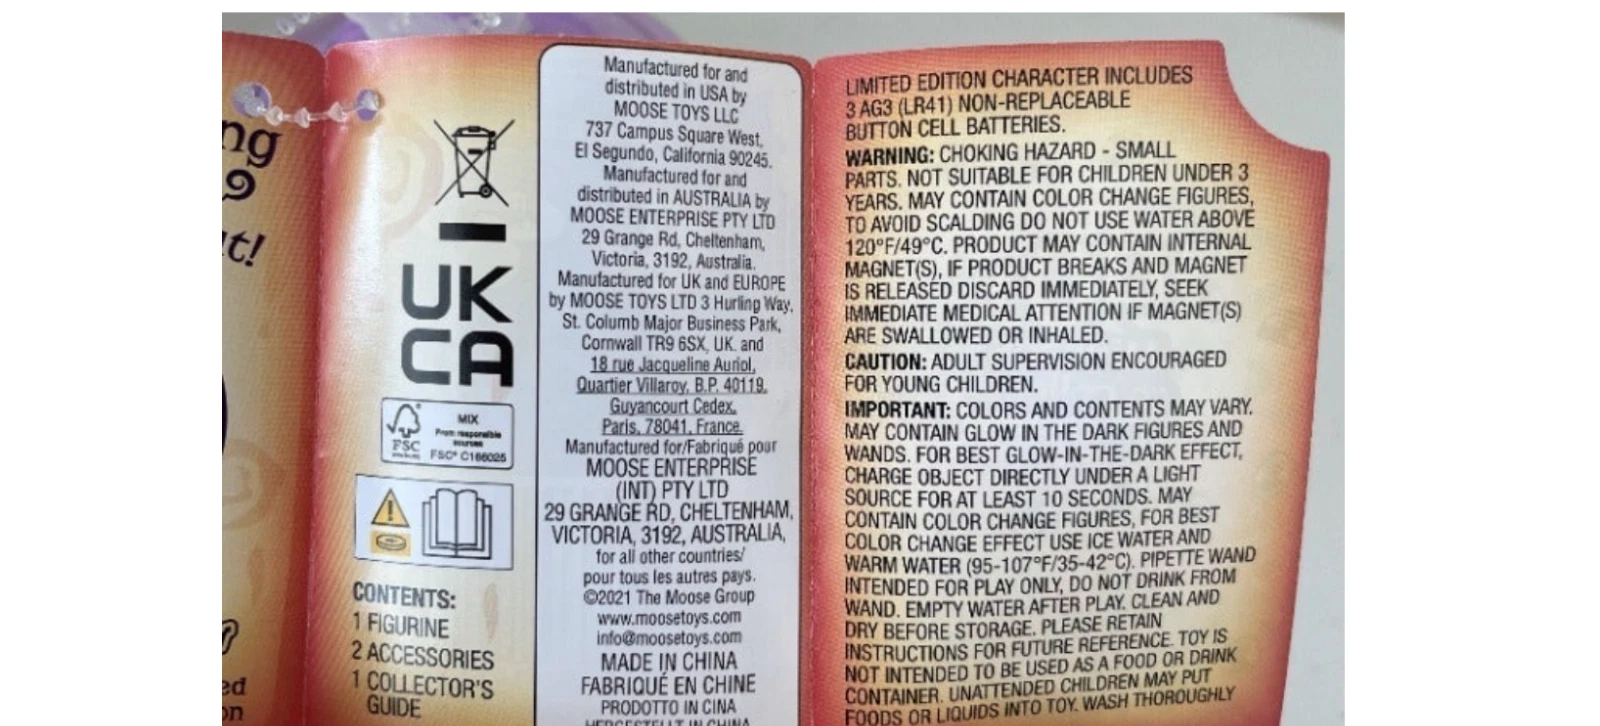 ng
it!
ed
on
UK
CA
FSC
MIX
From responsible
sources
FSC® C166025
CONTENTS:
1 FIGURINE
2 ACCESSORIES
1 COLLECTOR'S
GUIDE
Manufactured for and
distributed in USA by
MOOSE TOYS LLC
737 Campus Square West,
El Segundo, California 90245.
Manufactured for and
distributed in AUSTRALIA by
MOOSE ENTERPRISE PTY LTD
29 Grange Rd, Cheltenham,
Victoria, 3192, Australia.
Manufactured for UK and EUROPE
by MOOSE TOYS LTD 3 Hurling Way,
St. Columb Major Business Park,
Cornwall TR9 6SX, UK. and
18 rue Jacqueline Auriol,
Quartier Villaroy, B.P. 40119,
Guyancourt Cedex,
Paris, 78041, France.
Manufactured for/Fabriqué pour
MOOSE ENTERPRISE
(INT) PTY LTD
29 GRANGE RD, CHELTENHAM,
VICTORIA, 3192, AUSTRALIA,
for all other countries/
pour tous les autres pays.
©2021 The Moose Group
www.moosetoys.com
info@moosetoys.com
MADE IN CHINA
FABRIQUÉ EN CHINE
PRODOTTO IN CINA
HERGESTELLT IN CHINA
LIMITED EDITION CHARACTER INCLUDES
3 AG3 (LR41) NON-REPLACEABLE
BUTTON CELL BATTERIES.
WARNING: CHOKING HAZARD - SMALL
PARTS. NOT SUITABLE FOR CHILDREN UNDER 3
YEARS. MAY CONTAIN COLOR CHANGE FIGURES,
TO AVOID SCALDING DO NOT USE WATER ABOVE
120°F/49°C. PRODUCT MAY CONTAIN INTERNAL
MAGNET(S), IF PRODUCT BREAKS AND MAGNET
IS RELEASED DISCARD IMMEDIATELY, SEEK
IMMEDIATE MEDICAL ATTENTION IF MAGNET(S)
ARE SWALLOWED OR INHALED.
CAUTION: ADULT SUPERVISION ENCOURAGED
FOR YOUNG CHILDREN.
IMPORTANT: COLORS AND CONTENTS MAY VARY.
MAY CONTAIN GLOW IN THE DARK FIGURES AND
WANDS. FOR BEST GLOW-IN-THE-DARK EFFECT,
CHARGE OBJECT DIRECTLY UNDER A LIGHT
SOURCE FOR AT LEAST 10 SECONDS. MAY
CONTAIN COLOR CHANGE FIGURES, FOR BEST
COLOR CHANGE EFFECT USE ICE WATER AND
WARM WATER (95-107°F/35-42°C). PIPETTE WAND
INTENDED FOR PLAY ONLY, DO NOT DRINK FROM
WAND. EMPTY WATER AFTER PLAY. CLEAN AND
DRY BEFORE STORAGE. PLEASE RETAIN
INSTRUCTIONS FOR FUTURE REFERENCE. TOY IS
NOT INTENDED TO BE USED AS A FOOD OR DRINK
CONTAINER. UNATTENDED CHILDREN MAY PUT
FOODS OR LIQUIDS INTO TOY. WASH THOROUGHLY